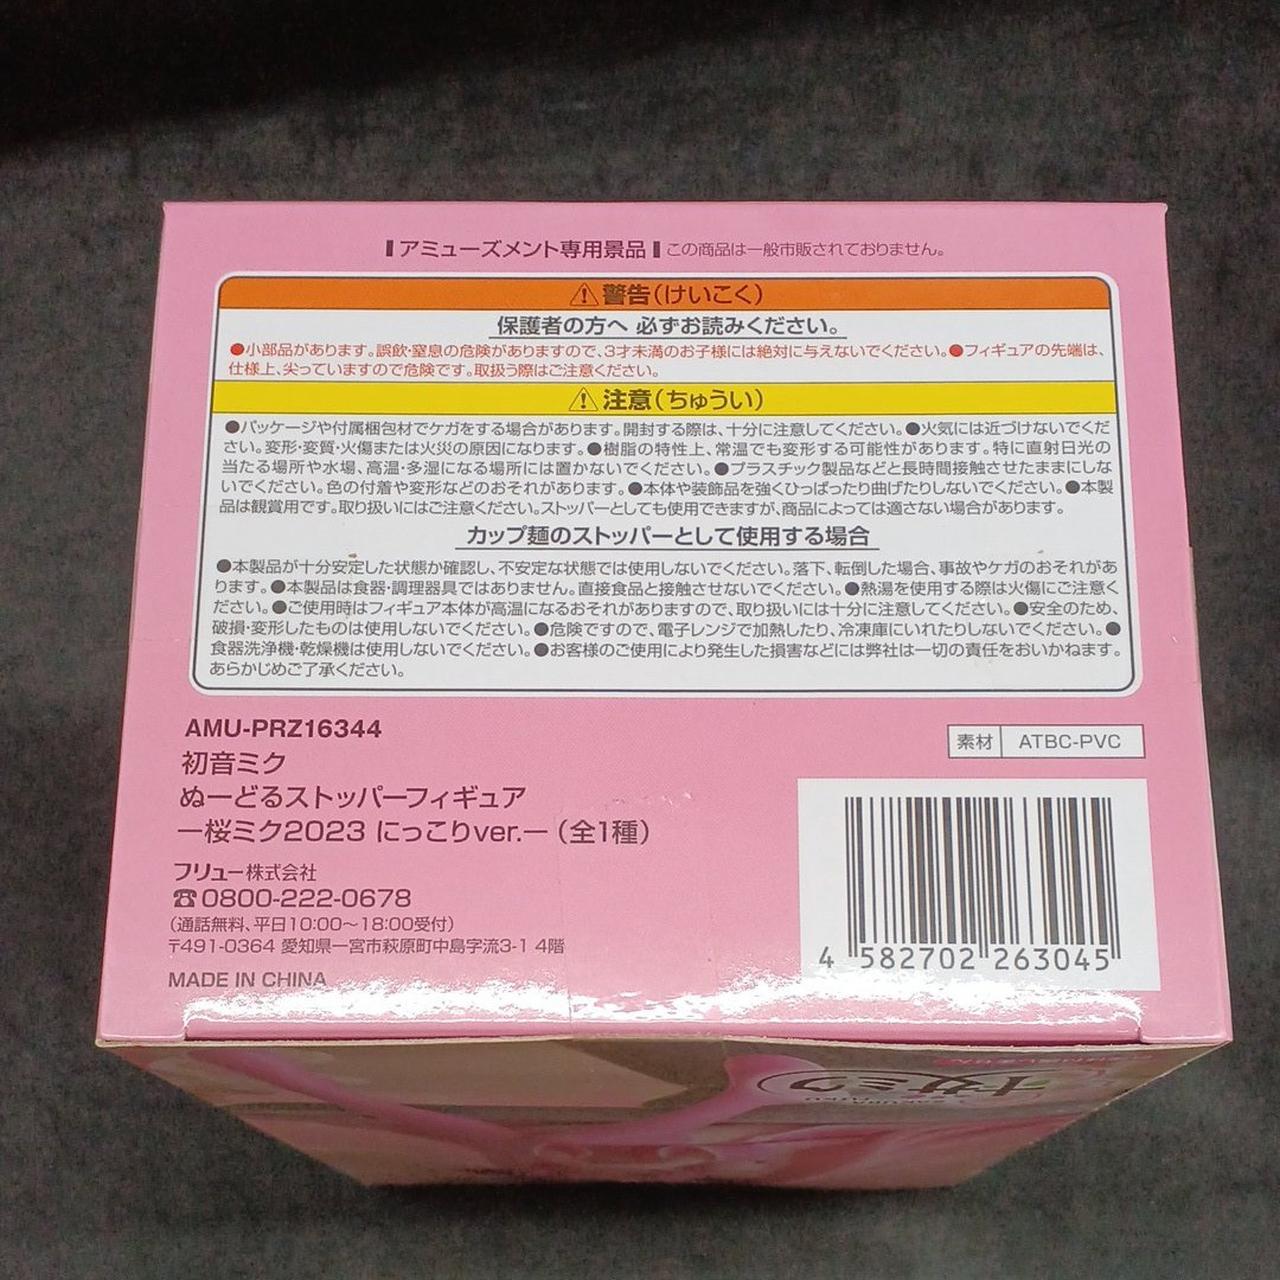 アミューズメント専用景品 この商品は一般市販されておりません。
⚠警告(けいこく)
保護者の方へ 必ずお読みください。
●小部品があります。誤飲・窒息の危険がありますので、3才未満のお子様には絶対に与えないでください。●フィギュアの先端は、
仕様上、尖っていますので危険です。取扱う際はご注意ください。
⚠注意(ちゅうい)
●パッケージや付属梱包材でケガをする場合があります。開封する際は、十分に注意してください。●火気には近づけないでくだ
さい。変形・変質・火傷または火災の原因になります。●樹脂の特性上、常温でも変形する可能性があります。特に直射日光の
当たる場所や水場、高温・多湿になる場所には置かないでください。●プラスチック製品などと長時間接触させたままにしな
いでください。色の付着や変形などのおそれがあります。●本体や装飾品を強くひっぱったり曲げたりしないでください。●本製
品は観賞用です。取り扱いにはご注意ください。ストッパーとしても使用できますが、商品によっては適さない場合があります。
カップ麺のストッパーとして使用する場合
●本製品が十分安定した状態か確認し、不安定な状態では使用しないでください。落下、転倒した場合、事故やケガのおそれがあ
ります。●本製品は食器・調理器具ではありません。直接食品と接触させないでください。●熱湯を使用する際は火傷にご注意く
ださい。●ご使用時はフィギュア本体が高温になるおそれがありますので、取り扱いには十分に注意してください。●安全のため、
破損・変形したものは使用しないでください。●危険ですので、電子レンジで加熱したり、冷凍庫にいれたりしないでください。●
食器洗浄機・乾燥機は使用しないでください。●お客様のご使用により発生した損害などには弊社は一切の責任をおいかねます。
あらかじめご了承ください。
AMU-PRZ16344
素材 ATBC-PVC
初音ミク
ぬーどるストッパーフィギュア
ー桜ミク2023 にっこりver.ー(全1種)
フリュー株式会社
☎0800-222-0678
(通話無料、平日10:00〜18:00受付)
〒491-0364 愛知県一宮市萩原町中島字流3-1 4階
MADE IN CHINA
4 582702 263045